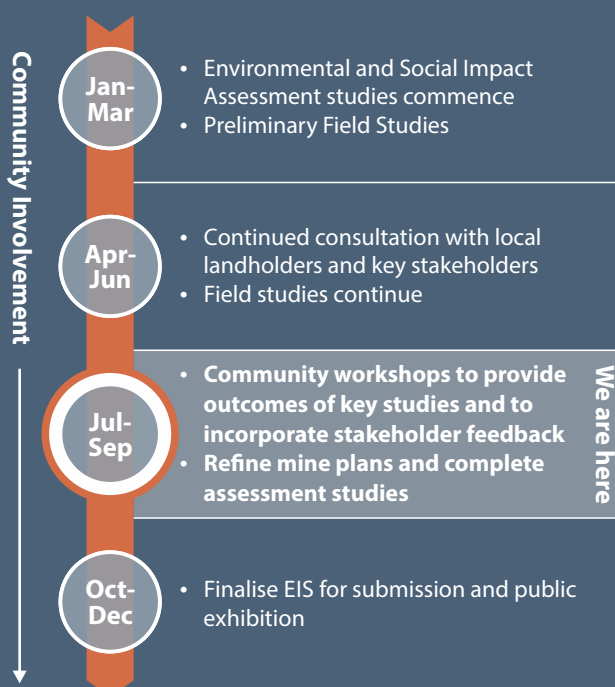 Community Involvement
Jan-
Mar
• Environmental and Social Impact
Assessment studies commence
• Preliminary Field Studies
Apr-
Jun
• Continued consultation with local
landholders and key stakeholders
• Field studies continue
Jul-
Sep
• Community workshops to provide
outcomes of key studies and to
incorporate stakeholder feedback
• Refine mine plans and complete
assessment studies
We are here
Oct-
Dec
• Finalise EIS for submission and public
exhibition